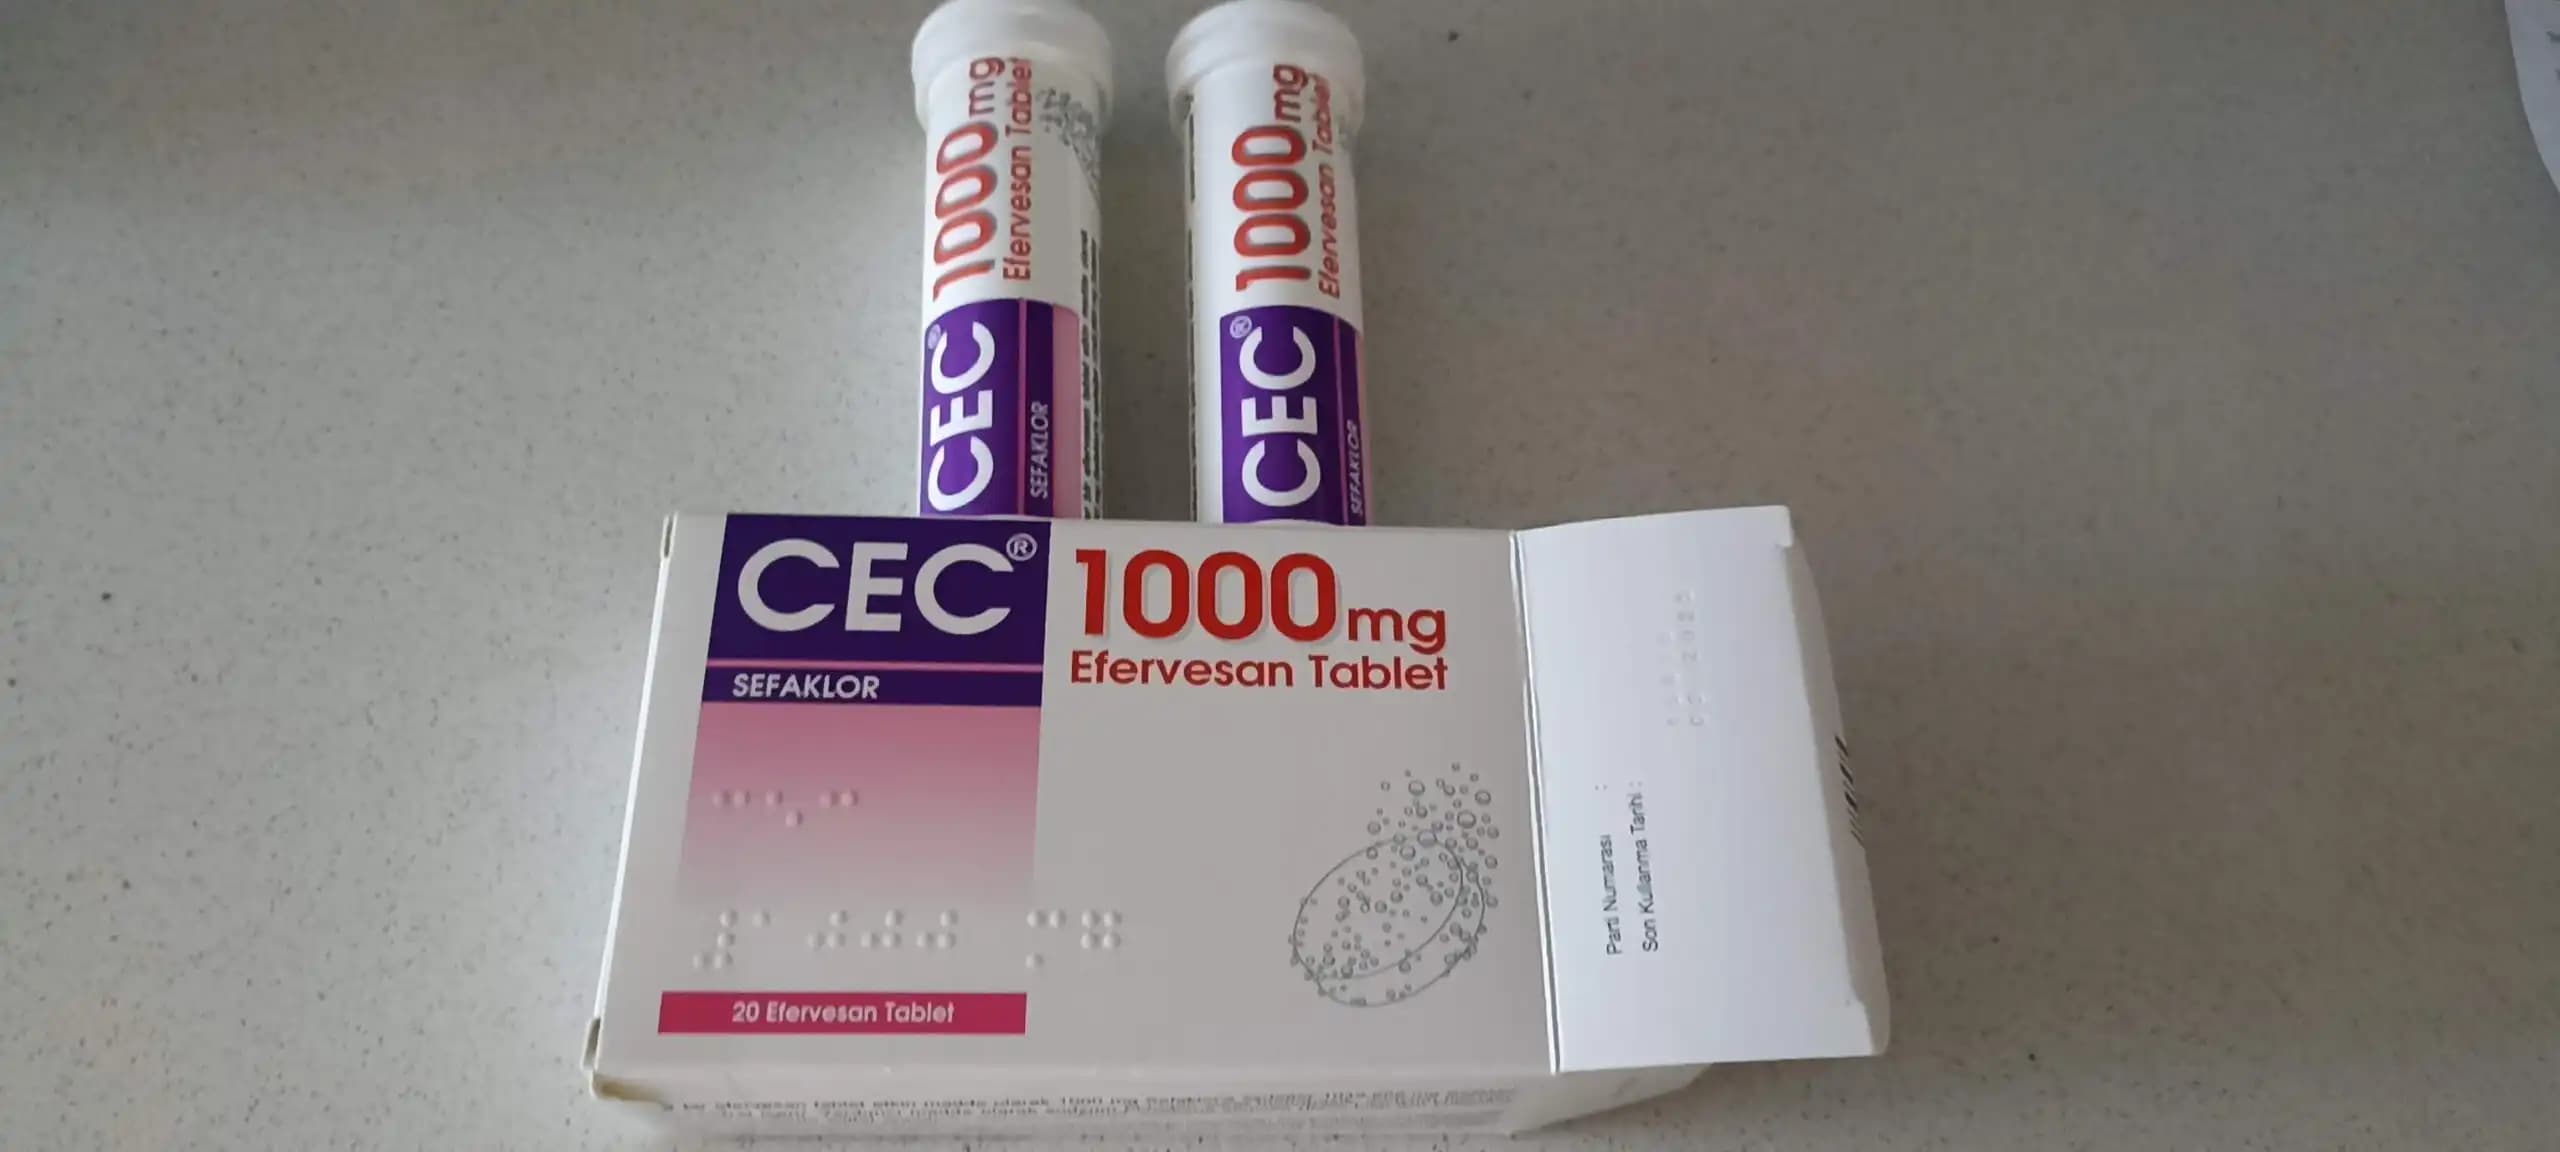 1000mg
Efervesan Tablet
CEC®
SEFAKLOR
1000mg
Efervesan Tablet
CEC®
SEFAKLOR
CEC®
SEFAKLOR
1000mg
Efervesan Tablet
20 Efervesan Tablet
Parti Numarası :
Son Kullanma Tarihi :